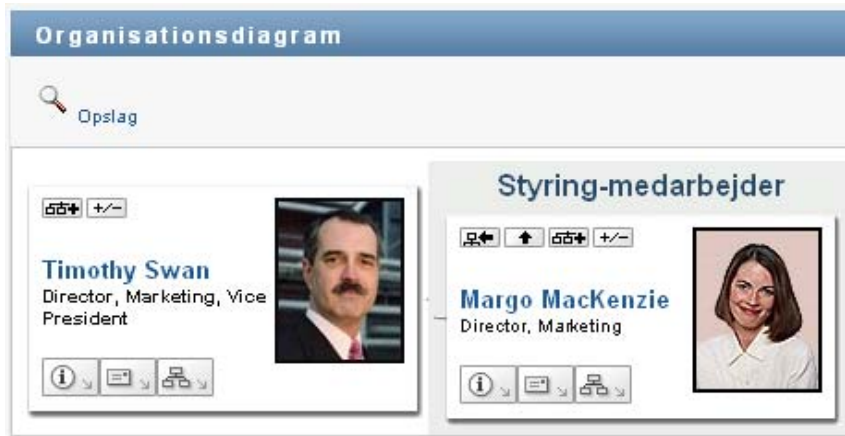 Organisationsdiagram
Opslag
+/-
Timothy Swan
Director, Marketing, Vice
President
Styring-medarbejder
+/-
Margo MacKenzie
Director, Marketing